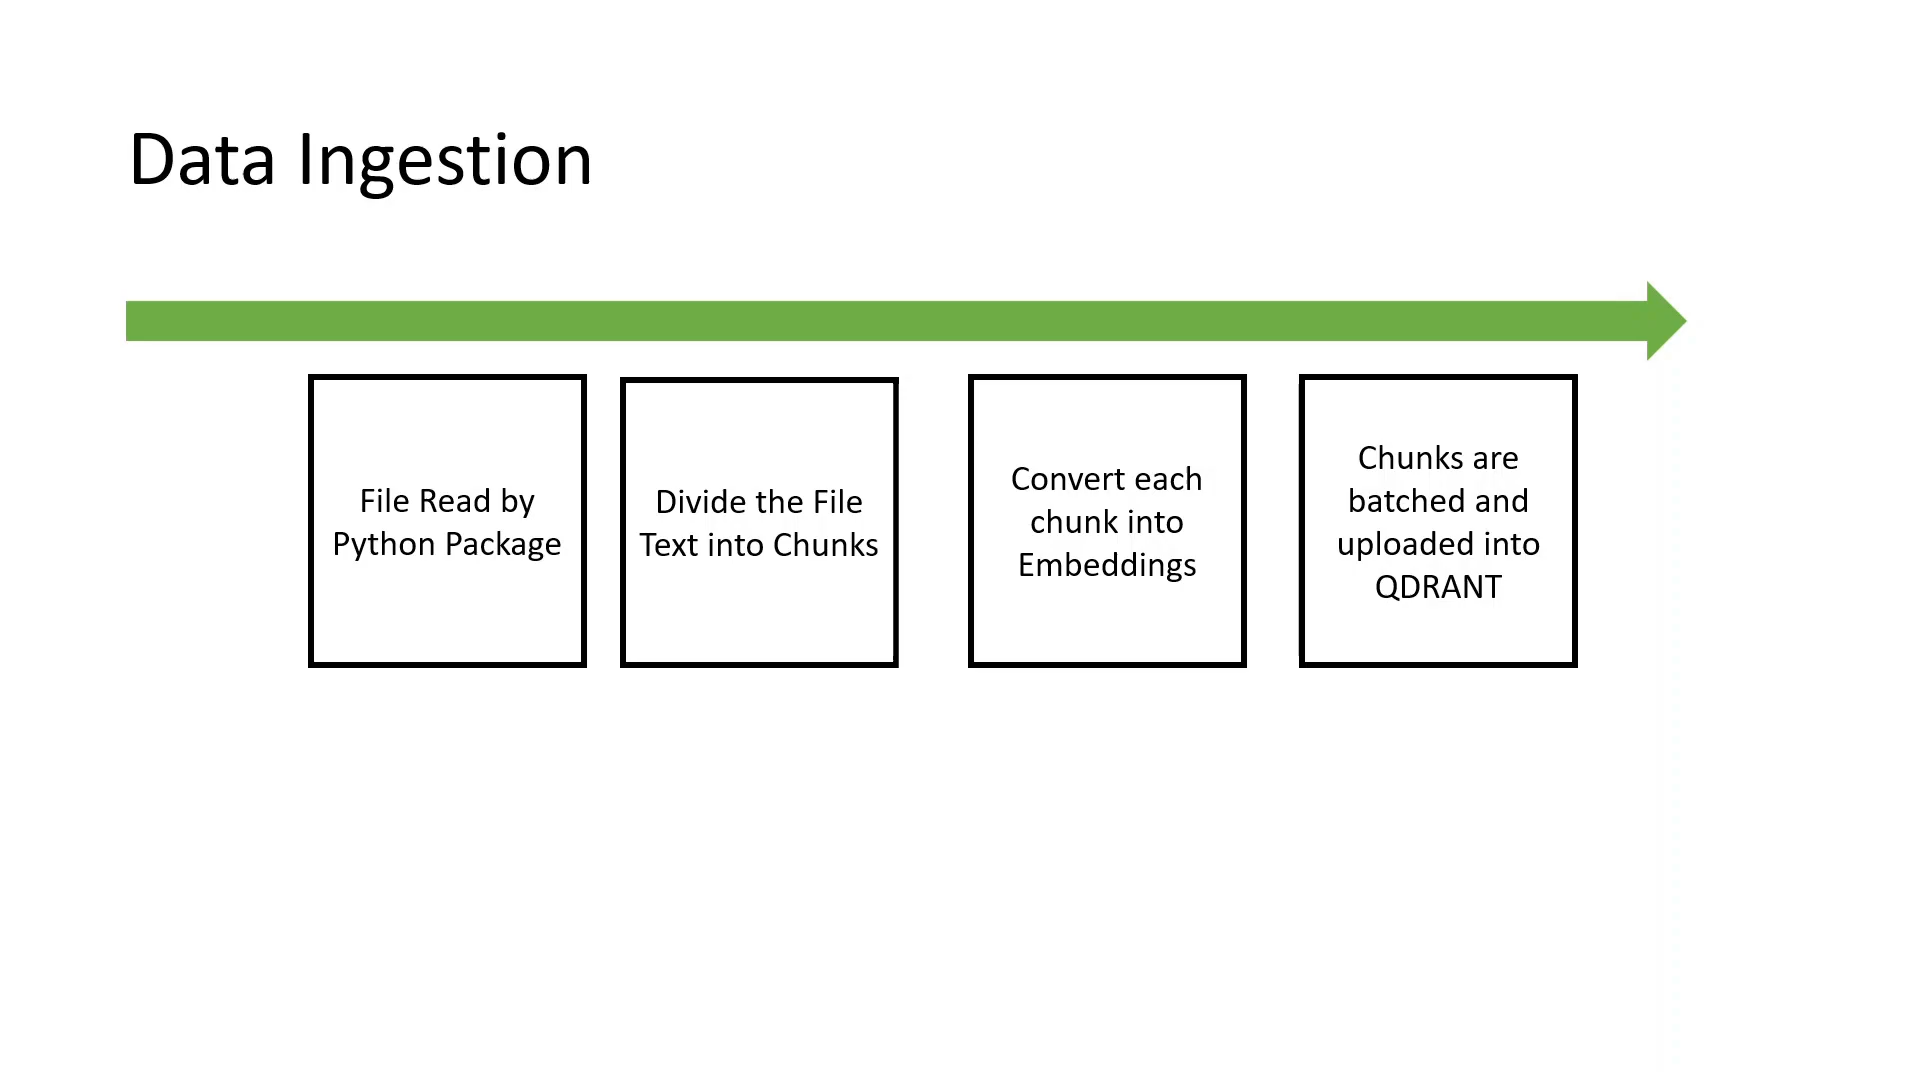 Data Ingestion
File Read by
Python Package
Divide the File
Text into Chunks
Convert each
chunk into
Embeddings
Chunks are
batched and
uploaded into
QDRANT